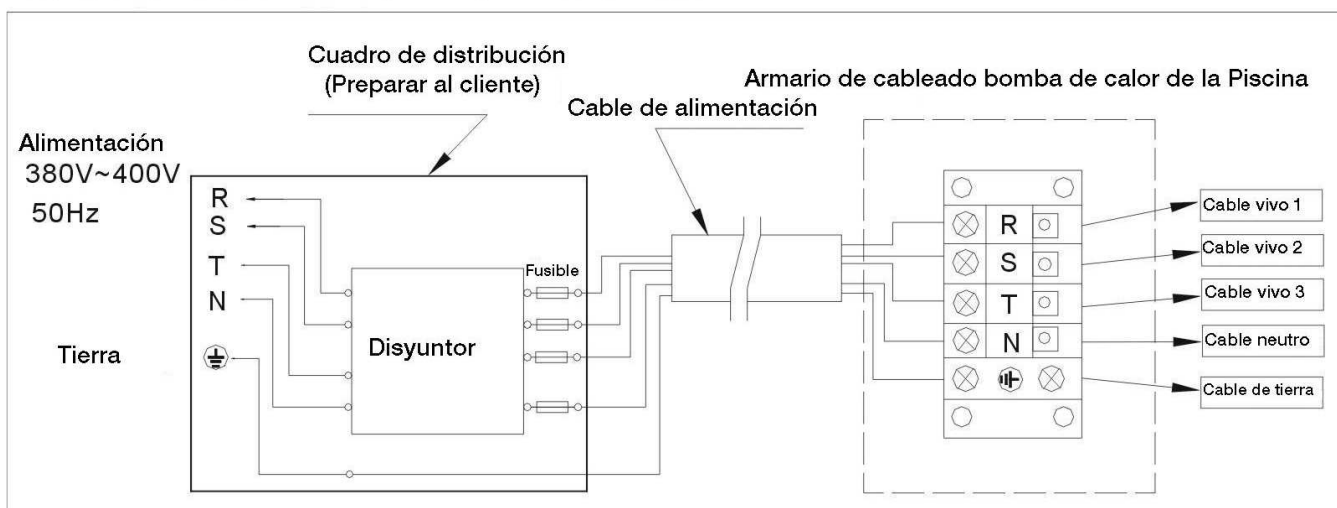 Cuadro de distribución
(Preparar al cliente)
Armario de cableado bomba de calor de la Piscina
Cable de alimentación
Alimentación
380V~400V
50Hz
R
S
T
N
Tierra
Disyuntor
Fusible
R
S
T
N
Cable vivo 1
Cable vivo 2
Cable vivo 3
Cable neutro
Cable de tierra